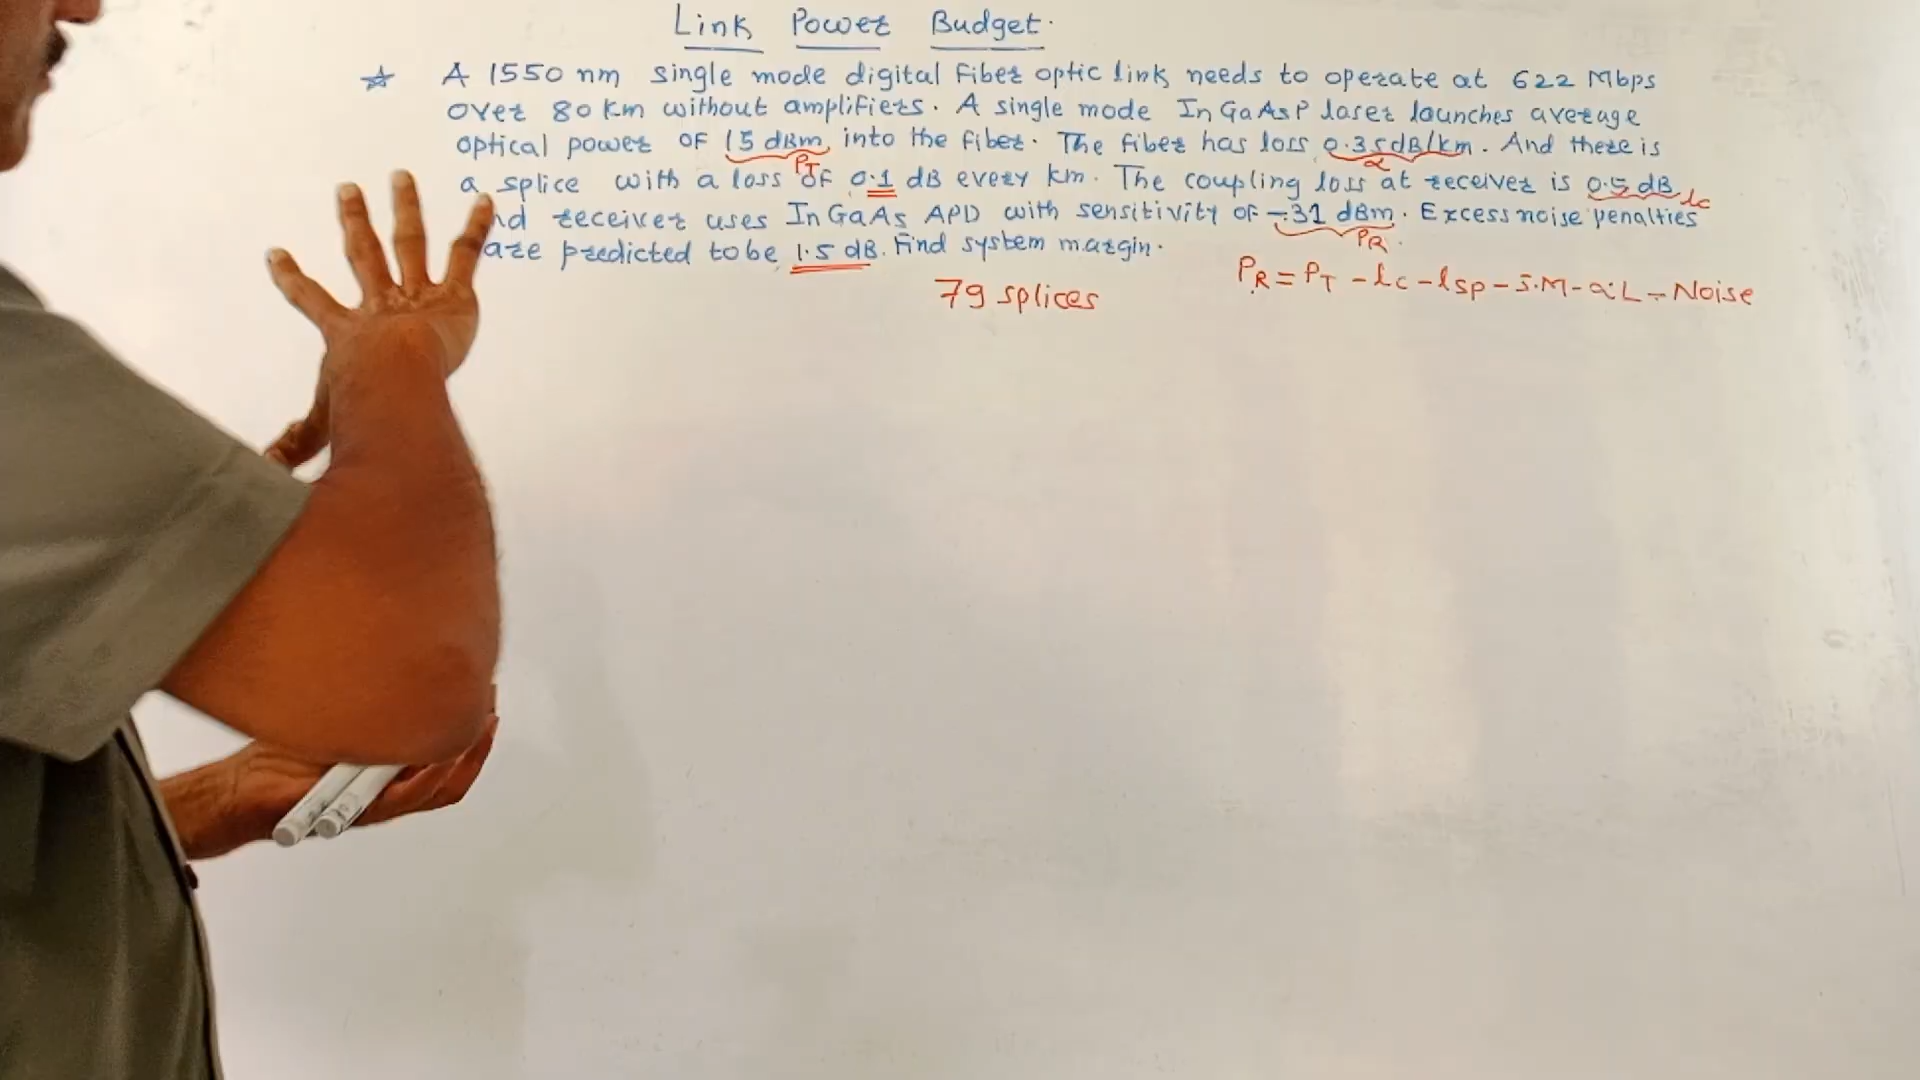 Link Power Budget.
☆ A 1550 nm single mode digital fiber optic link needs to operate at 622 Mbps
over 80 km without amplifiers. A single mode InGaAsP laser launches average
optical power of 15 dBm into the fiber. The fiber has loss 0.35dB/km. And there is
PT
α
a splice with a loss of 0.1 dB every km. The coupling loss at receiver is 0.5 dB
lc
nd receiver uses InGaAs APD with sensitivity of -31 dBm. Excess noise penalties
PR.
are predicted to be 1.5 dB. Find system margin.
PR = PT - lc - lsp - S.M - α.L - Noise
79 splices